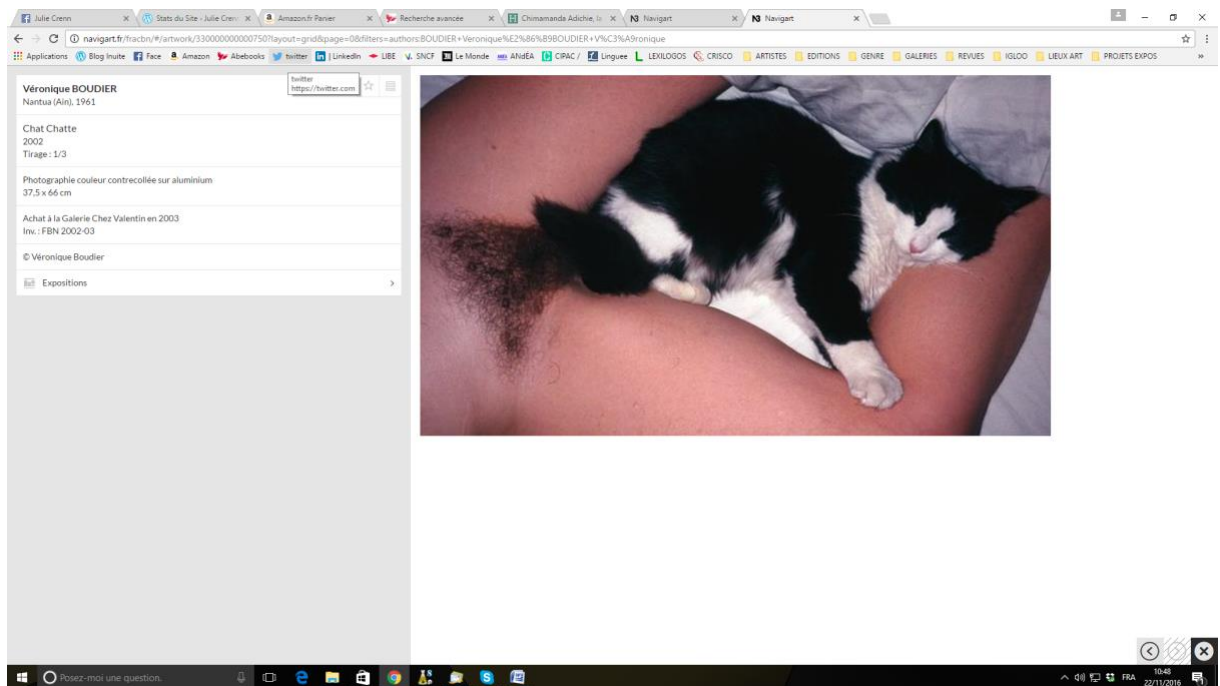 Julie Crenn
Stats du Site ‹ Julie Cren
Amazon.fr Panier
Recherche avancée
Chimamanda Adichie, l
N3 Navigart
N3 Navigart
navigart.fr/fracbn/#/artwork/330000000000750?layout=grid&page=0&filters=authors:BOUDIER+Veronique%E2%86%B9BOUDIER+V%C3%A9ronique
Applications Blog Inuite Face Amazon Abebooks twitter | LinkedIn LIBE SNCF Le Monde ANdÉA CIPAC / Linguee LEXILOGOS CRISCO ARTISTES EDITIONS GENRE GALERIES REVUES IGLOO LIEUX ART PROJETS EXPOS »
twitter
https://twitter.com
Véronique BOUDIER
Nantua (Ain), 1961
Chat Chatte
2002
Tirage : 1/3
Photographie couleur contrecollée sur aluminium
37,5 x 66 cm
Achat à la Galerie Chez Valentin en 2003
Inv. : FBN 2002-03
© Véronique Boudier
Expositions
Posez-moi une question.
FRA
10:48
22/11/2016